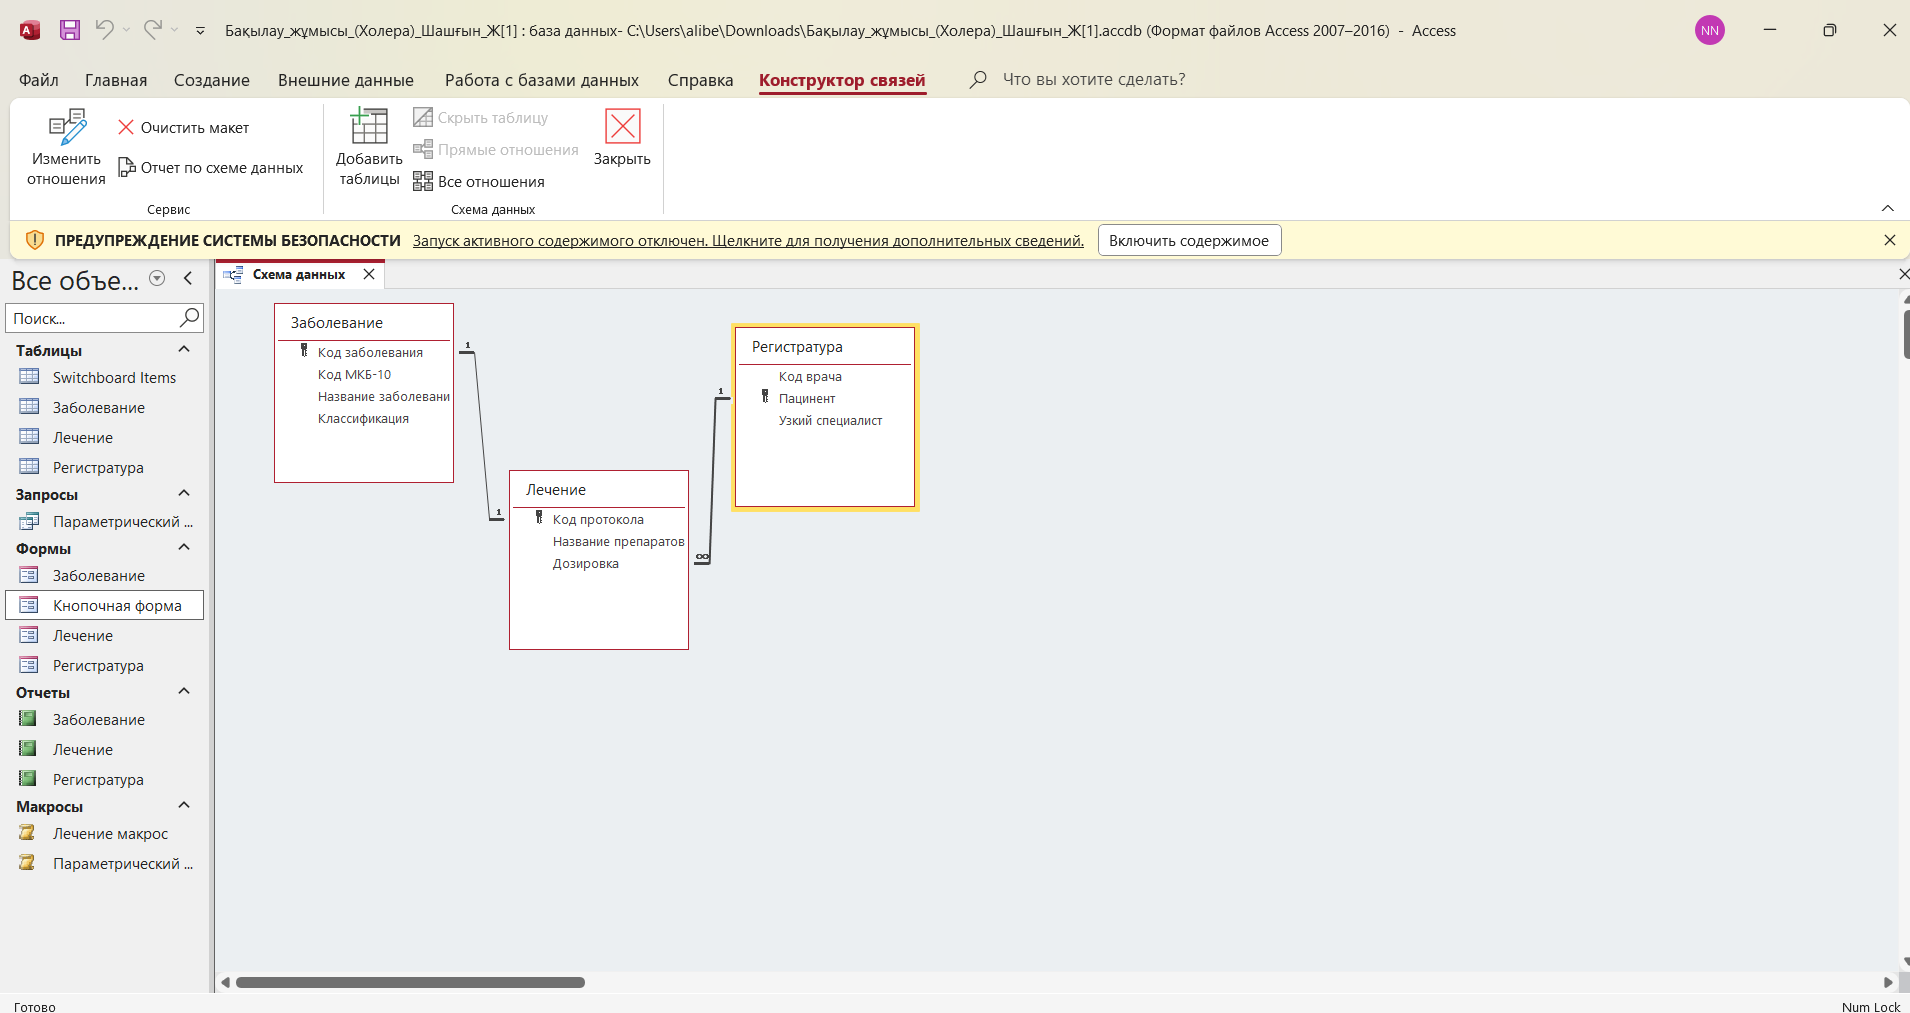 Бақылау_жұмысы_(Холера)_Шашғын_Ж[1] : база данных- C:\Users\alibe\Downloads\Бақылау_жұмысы_(Холера)_Шашғын_Ж[1].accdb (Формат файлов Access 2007–2016) - Access
NN
Файл Главная Создание Внешние данные Работа с базами данных Справка Конструктор связей Что вы хотите сделать?
Изменить отношения
Очистить макет
Отчет по схеме данных
Сервис
Добавить таблицы
Скрыть таблицу
Прямые отношения
Все отношения
Закрыть
Схема данных
ПРЕДУПРЕЖДЕНИЕ СИСТЕМЫ БЕЗОПАСНОСТИ Запуск активного содержимого отключен. Щелкните для получения дополнительных сведений. Включить содержимое
Все объе...
Поиск...
Таблицы
Switchboard Items
Заболевание
Лечение
Регистратура
Запросы
Параметрический ...
Формы
Заболевание
Кнопочная форма
Лечение
Регистратура
Отчеты
Заболевание
Лечение
Регистратура
Макросы
Лечение макрос
Параметрический ...
Схема данных
Заболевание
Код заболевания
Код МКБ-10
Название заболевани
Классификация
1
1
Лечение
Код протокола
Название препаратов
Дозировка
∞
1
Регистратура
Код врача
Пацинент
Узкий специалист
Готово
Num Lock